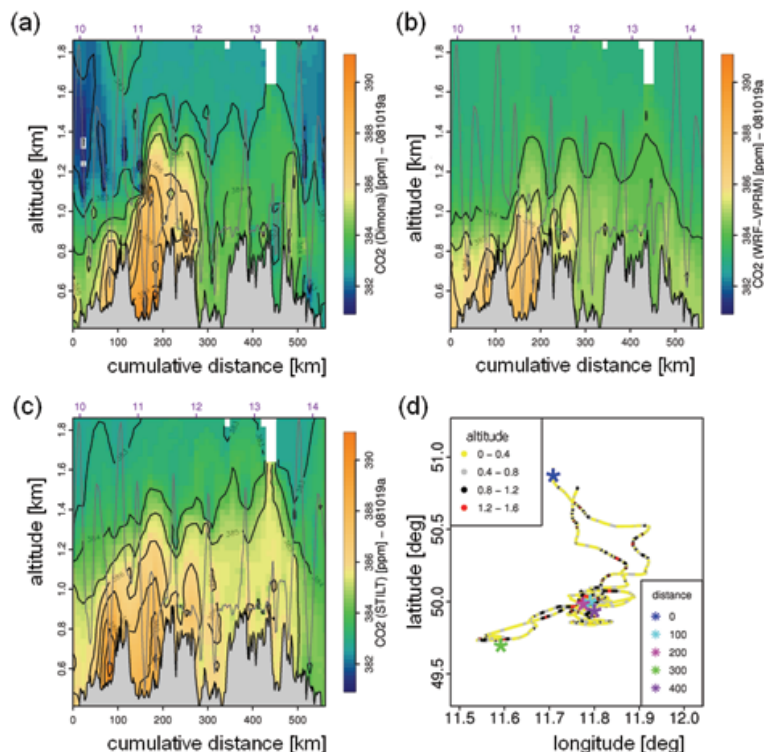 (a)
10 11 12 13 14
1.8
1.6
1.4
1.2
1.0
0.8
0.6
altitude [km]
0 100 200 300 400 500
cumulative distance [km]
390
388
386
384
382
CO2 (Dimona) [ppm] – 081019a
(b)
10 11 12 13 14
1.8
1.6
1.4
1.2
1.0
0.8
0.6
altitude [km]
0 100 200 300 400 500
cumulative distance [km]
390
388
386
384
382
CO2 (WRF–VPRM) [ppm] – 081019a
(c)
10 11 12 13 14
1.8
1.6
1.4
1.2
1.0
0.8
0.6
altitude [km]
0 100 200 300 400 500
cumulative distance [km]
390
388
386
384
382
CO2 (STILT) [ppm] – 081019a
(d)
altitude
0 – 0.4
0.4 – 0.8
0.8 – 1.2
1.2 – 1.6
51.0
50.5
50.0
49.5
latitude [deg]
distance
0
100
200
300
400
11.5 11.6 11.7 11.8 11.9 12.0
longitude [deg]